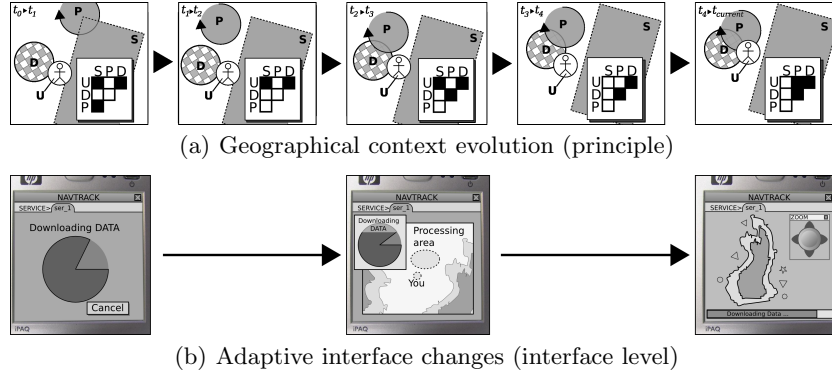 t0▸t1
P
S
D
U
S P D
U
D
P
t1▸t2
P
S
D
U
S P D
U
D
P
t2▸t3
P
S
D
U
S P D
U
D
P
t3▸t4
P
S
D
U
S P D
U
D
P
t4▸tcurrent
P
S
D
U
S P D
U
D
P
(a) Geographical context evolution (principle)
hp
NAVTRACK
SERVICE> ser_1
Downloading DATA
Cancel
iPAQ
hp
NAVTRACK
SERVICE> ser_1
Downloading
DATA
Processing
area
You
iPAQ
NAVTRACK
SERVICE> ser_1
ZOOM
Downloading Data ...
iPAQ
(b) Adaptive interface changes (interface level)